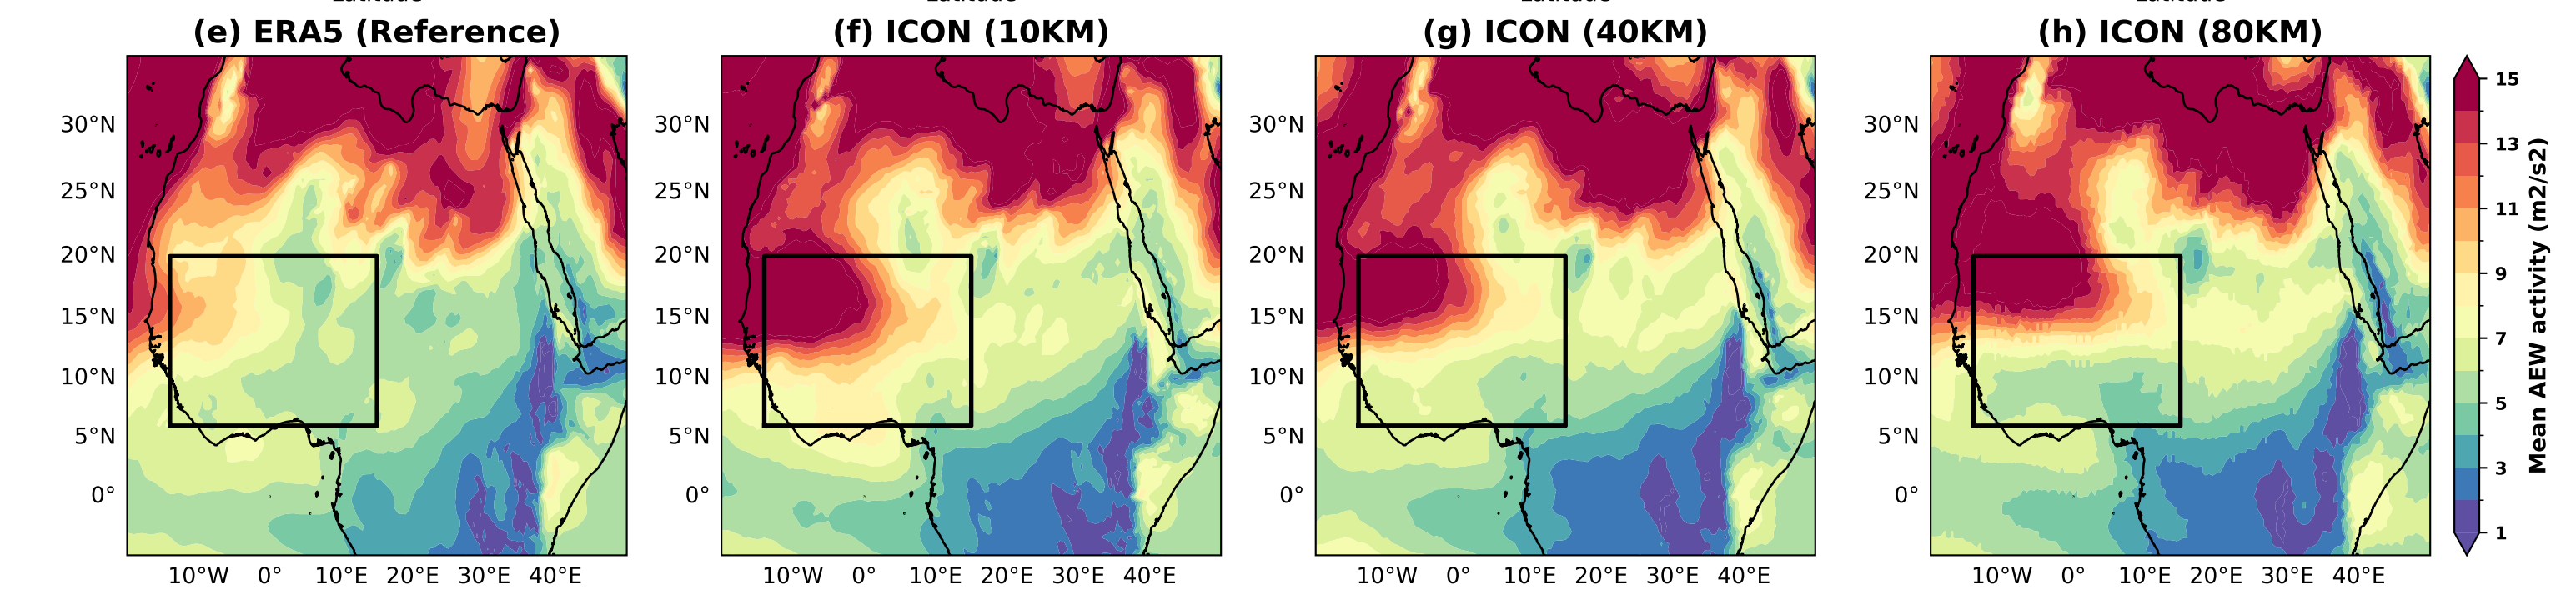 Latitude Latitude Latitude Latitude
(e) ERA5 (Reference) (f) ICON (10KM) (g) ICON (40KM) (h) ICON (80KM)
15
30°N 30°N 30°N 30°N 13
25°N 25°N 25°N 25°N 11
20°N 20°N 20°N 20°N 9
15°N 15°N 15°N 15°N 7
10°N 10°N 10°N 10°N 5
5°N 5°N 5°N 5°N 3
0° 0° 0° 0° 1
Mean AEW activity (m2/s2)
10°W 0° 10°E 20°E 30°E 40°E 10°W 0° 10°E 20°E 30°E 40°E 10°W 0° 10°E 20°E 30°E 40°E 10°W 0° 10°E 20°E 30°E 40°E